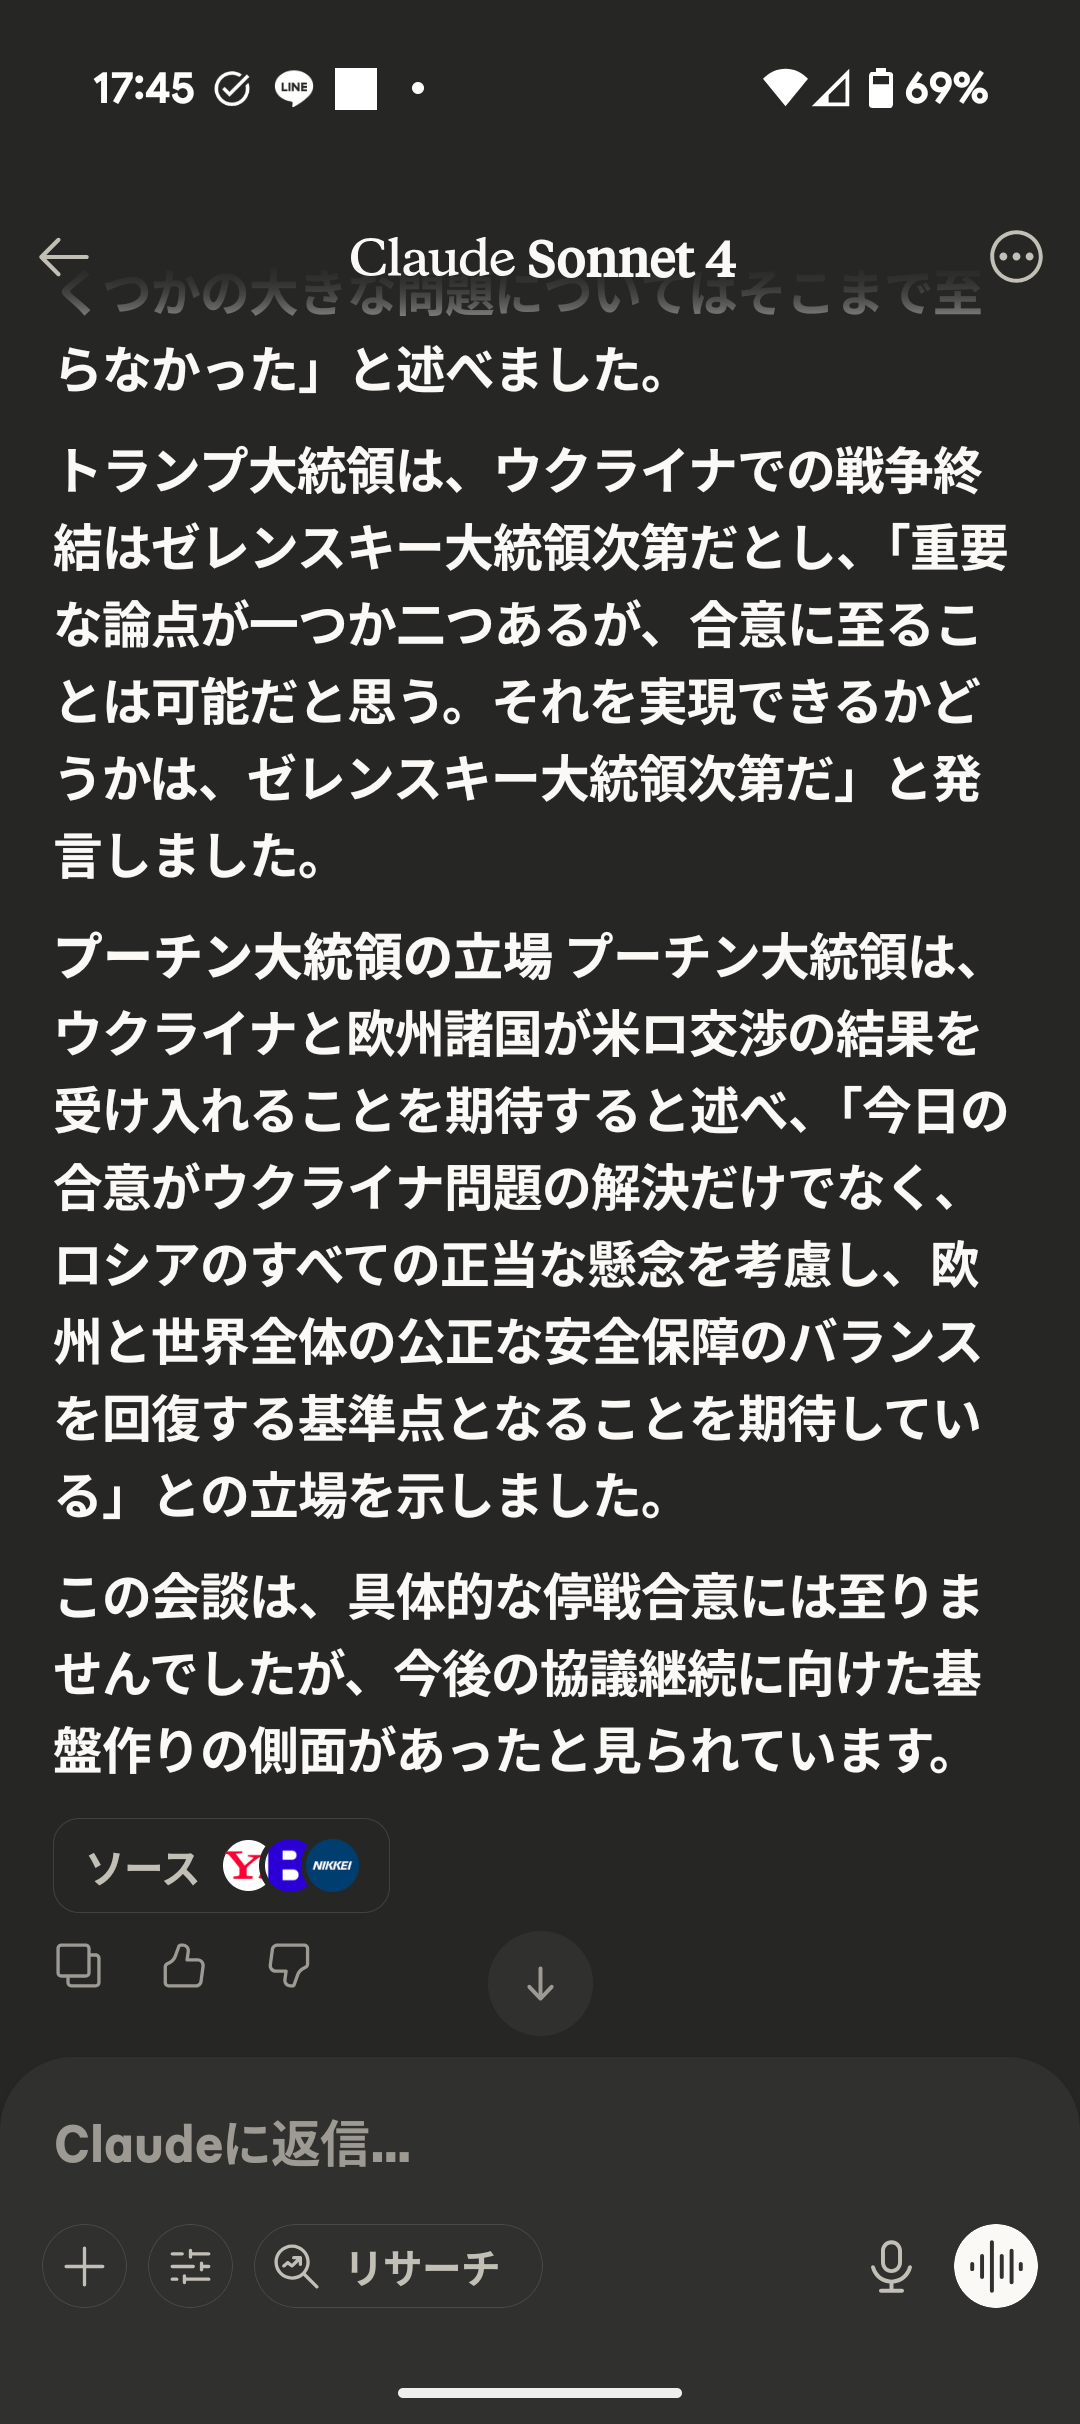 17:45
LINE
69%
Claude Sonnet 4
くつかの大きな問題についてはそこまで至
らなかった」と述べました。
トランプ大統領は、ウクライナでの戦争終
結はゼレンスキー大統領次第だとし、「重要
な論点が一つか二つあるが、合意に至るこ
とは可能だと思う。それを実現できるかど
うかは、ゼレンスキー大統領次第だ」と発
言しました。
プーチン大統領の立場 プーチン大統領は、
ウクライナと欧州諸国が米ロ交渉の結果を
受け入れることを期待すると述べ、「今日の
合意がウクライナ問題の解決だけでなく、
ロシアのすべての正当な懸念を考慮し、欧
州と世界全体の公正な安全保障のバランス
を回復する基準点となることを期待してい
る」との立場を示しました。
この会談は、具体的な停戦合意には至りま
せんでしたが、今後の協議継続に向けた基
盤作りの側面があったと見られています。
ソース Y B NIKKEI
Claudeに返信...
リサーチ